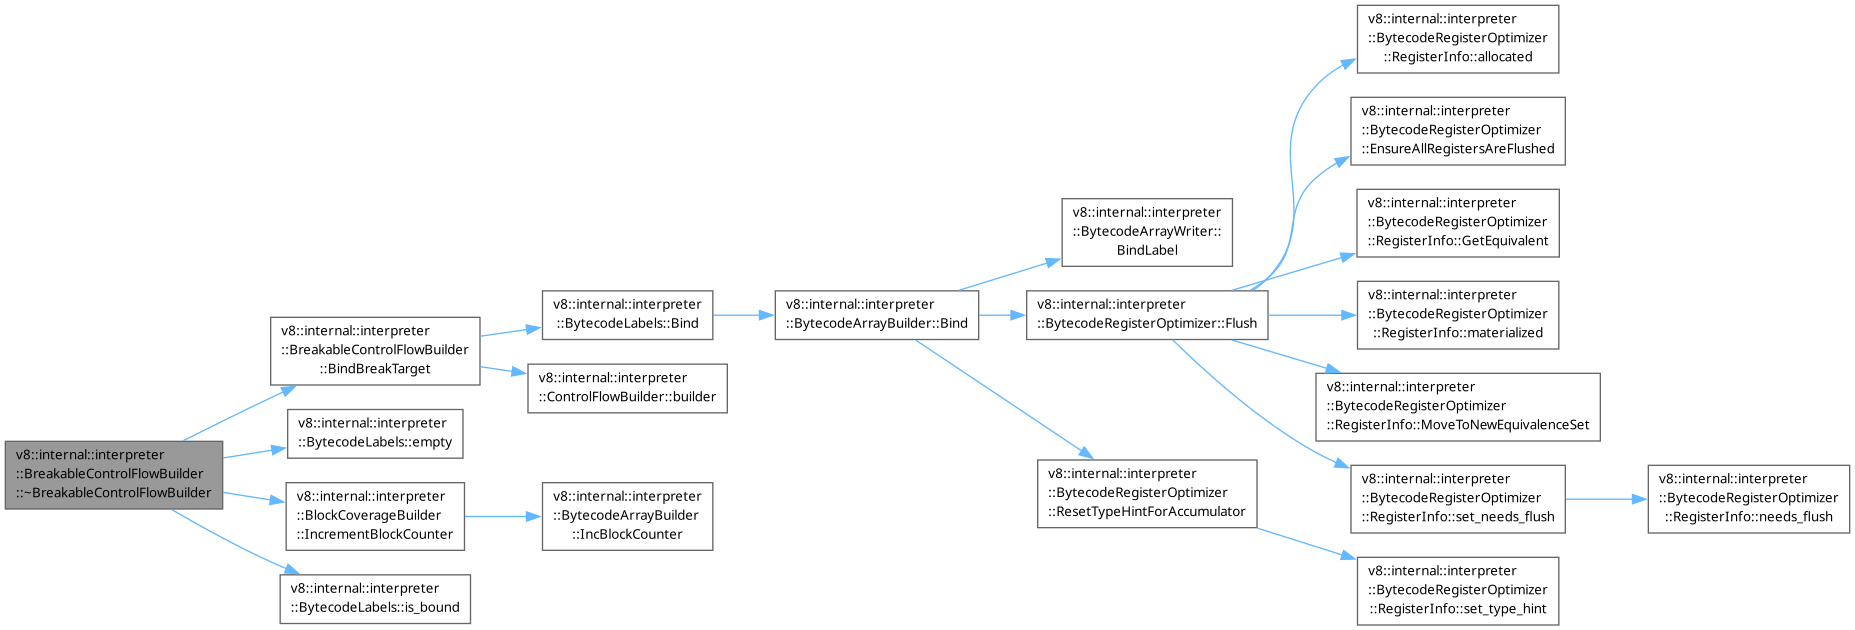 v8::internal::interpreter
::BreakableControlFlowBuilder
::~BreakableControlFlowBuilder
v8::internal::interpreter
::BreakableControlFlowBuilder
::BindBreakTarget
v8::internal::interpreter
::BytecodeLabels::empty
v8::internal::interpreter
::BlockCoverageBuilder
::IncrementBlockCounter
v8::internal::interpreter
::BytecodeLabels::is_bound
v8::internal::interpreter
::BytecodeLabels::Bind
v8::internal::interpreter
::ControlFlowBuilder::builder
v8::internal::interpreter
::BytecodeArrayBuilder
::IncBlockCounter
v8::internal::interpreter
::BytecodeArrayBuilder::Bind
v8::internal::interpreter
::BytecodeArrayWriter::
BindLabel
v8::internal::interpreter
::BytecodeRegisterOptimizer::Flush
v8::internal::interpreter
::BytecodeRegisterOptimizer
::ResetTypeHintForAccumulator
v8::internal::interpreter
::BytecodeRegisterOptimizer
::RegisterInfo::allocated
v8::internal::interpreter
::BytecodeRegisterOptimizer
::EnsureAllRegistersAreFlushed
v8::internal::interpreter
::BytecodeRegisterOptimizer
::RegisterInfo::GetEquivalent
v8::internal::interpreter
::BytecodeRegisterOptimizer
::RegisterInfo::materialized
v8::internal::interpreter
::BytecodeRegisterOptimizer
::RegisterInfo::MoveToNewEquivalenceSet
v8::internal::interpreter
::BytecodeRegisterOptimizer
::RegisterInfo::set_needs_flush
v8::internal::interpreter
::BytecodeRegisterOptimizer
::RegisterInfo::set_type_hint
v8::internal::interpreter
::BytecodeRegisterOptimizer
::RegisterInfo::needs_flush